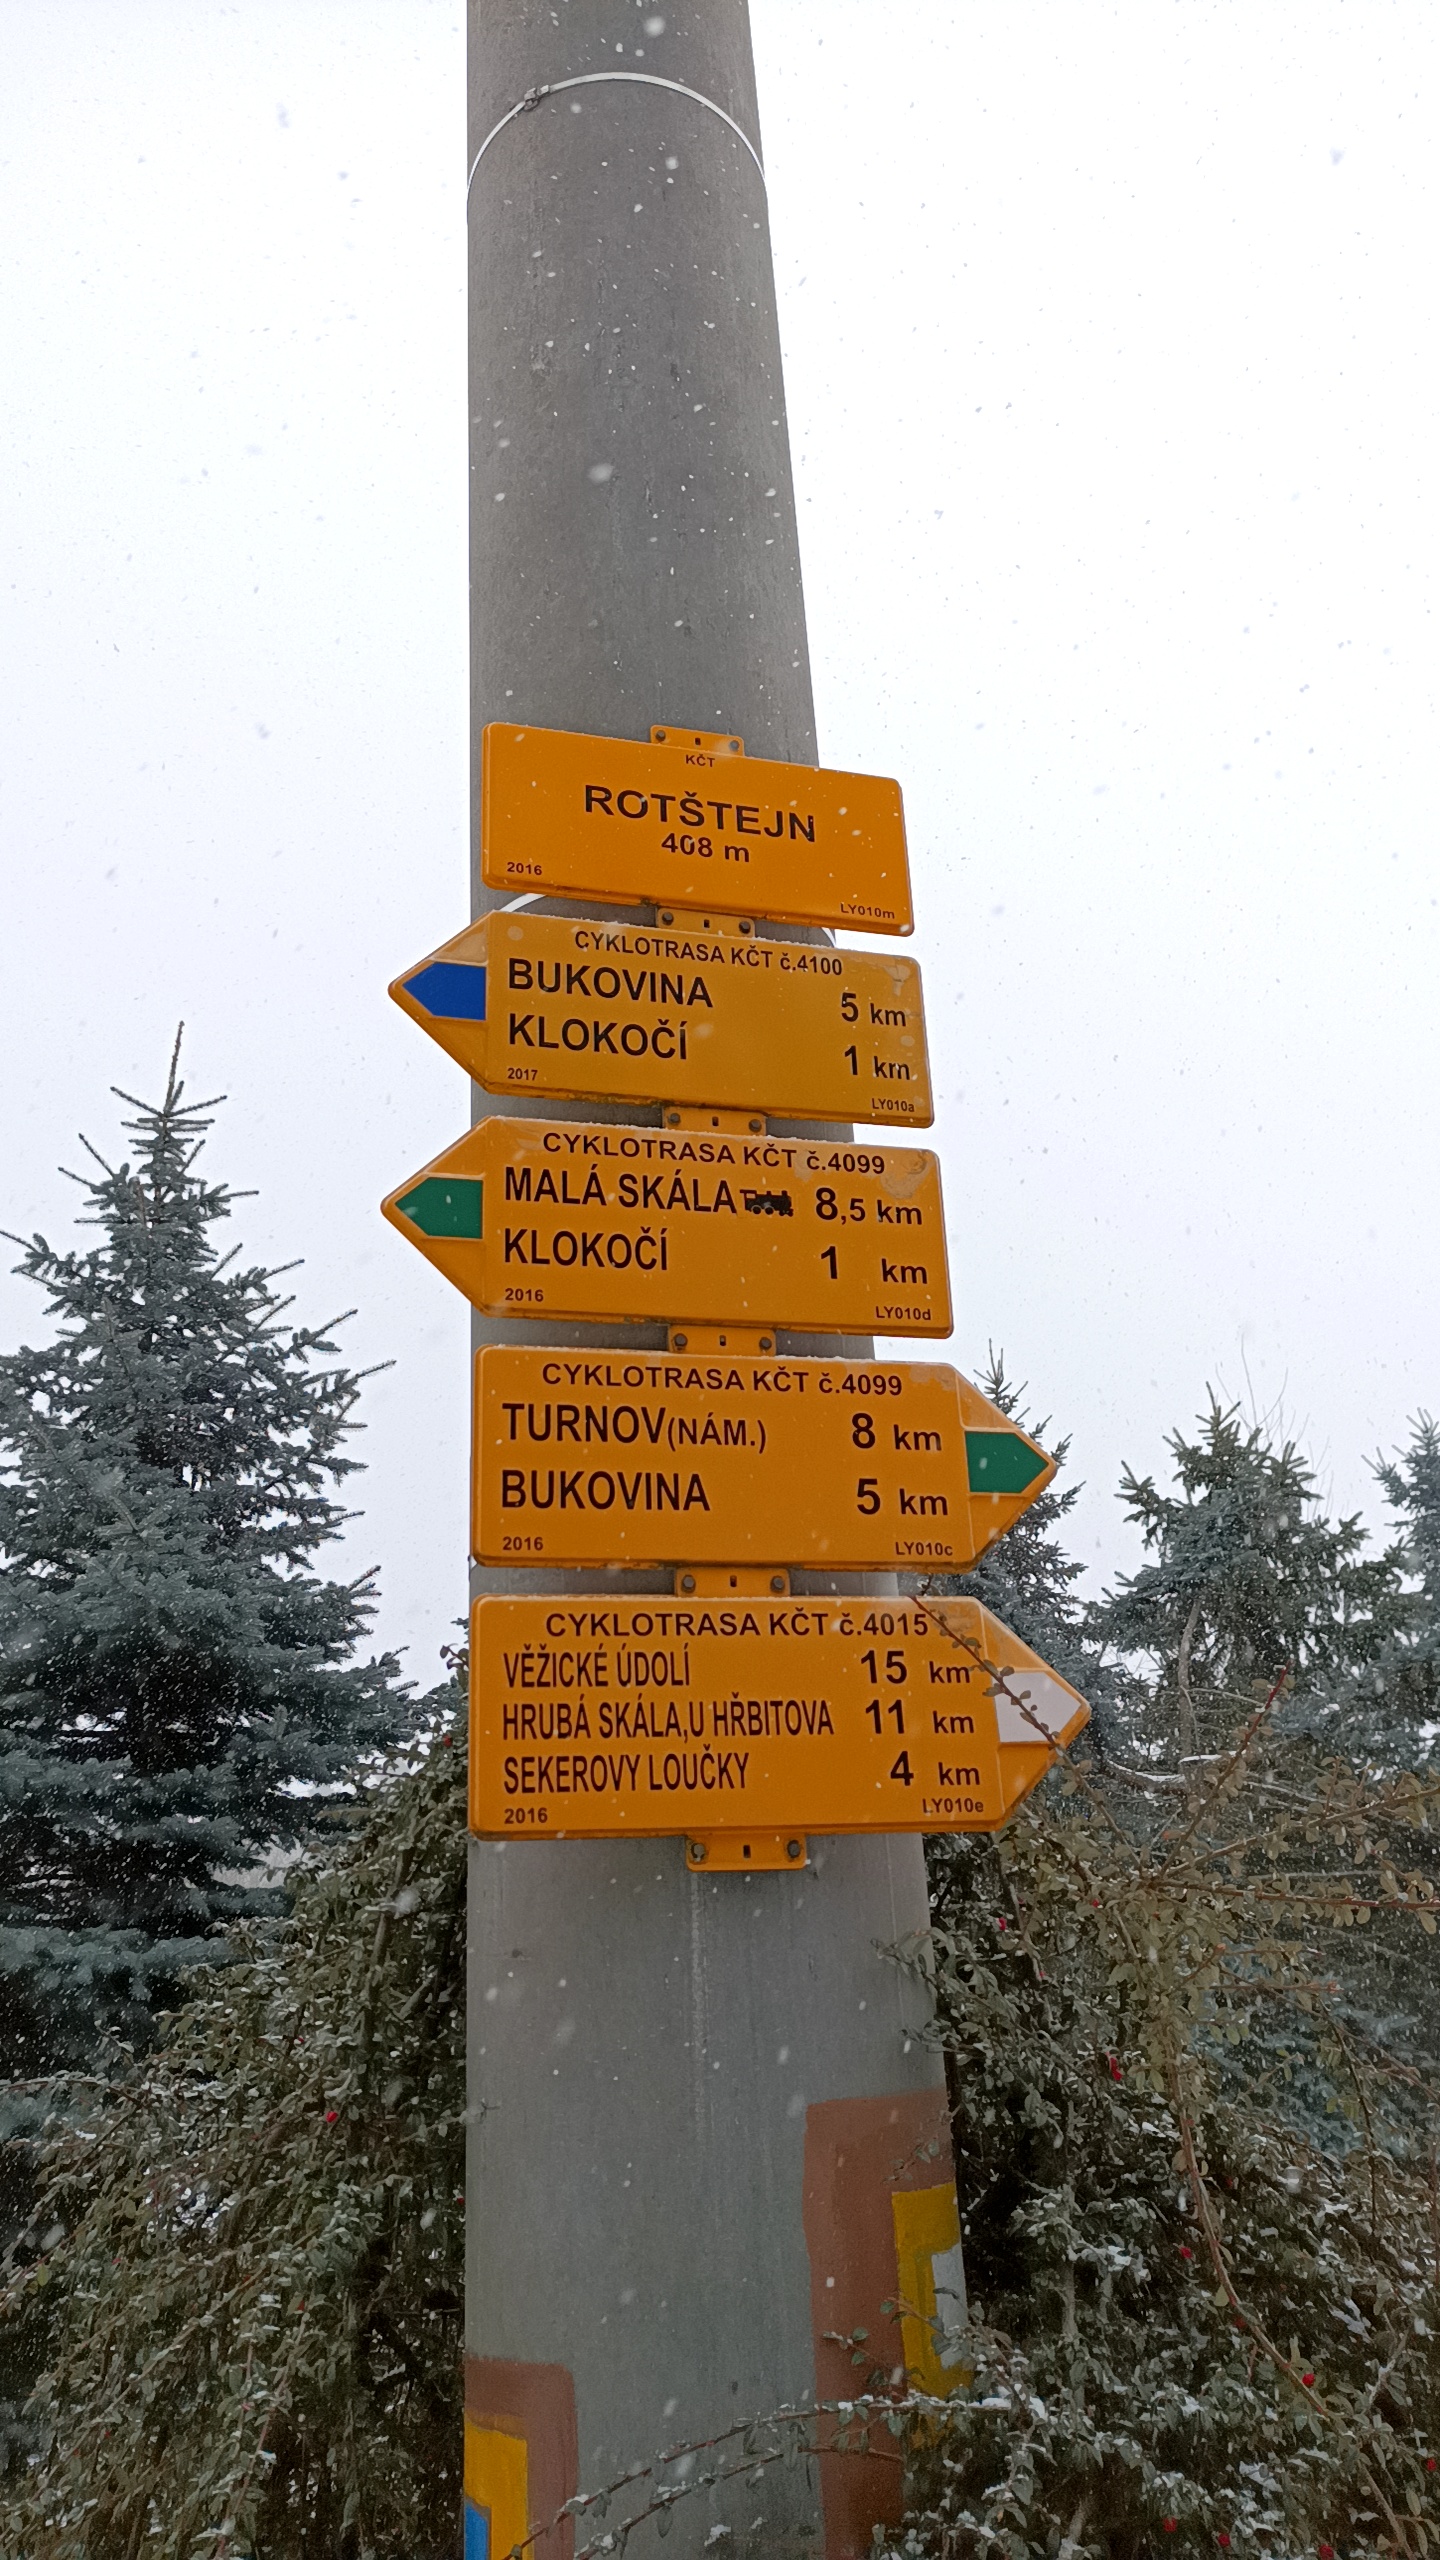 KČT
ROTŠTEJN
408 m
2016 LY010m
CYKLOTRASA KČT č.4100
BUKOVINA 5 km
KLOKOČÍ 1 km
2017 LY010a
CYKLOTRASA KČT č.4099
MALÁ SKÁLA 8,5 km
KLOKOČÍ 1 km
2016 LY010d
CYKLOTRASA KČT č.4099
TURNOV(NÁM.) 8 km
BUKOVINA 5 km
2016 LY010c
CYKLOTRASA KČT č.4015
VĚŽICKÉ ÚDOLÍ 15 km
HRUBÁ SKÁLA,U HŘBITOVA 11 km
SEKEROVY LOUČKY 4 km
2016 LY010e